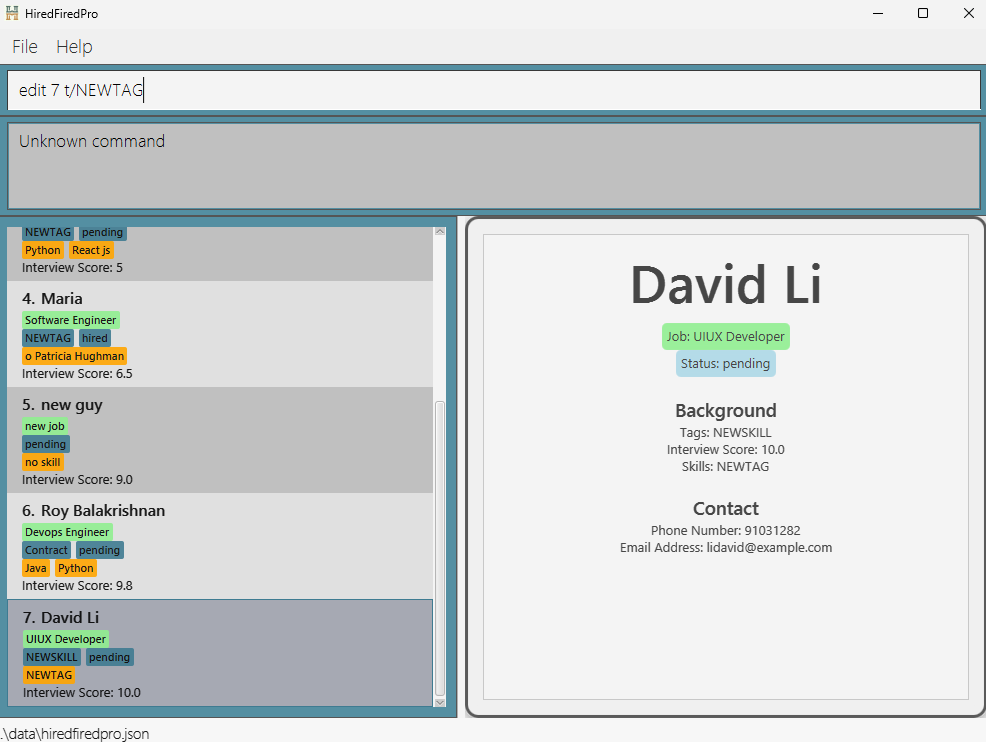 HiredFiredPro
File Help
edit 7 t/NEWTAG
Unknown command
NEWTAG pending
Python React js
Interview Score: 5
4. Maria
Software Engineer
NEWTAG hired
o Patricia Hughman
Interview Score: 6.5
5. new guy
new job
pending
no skill
Interview Score: 9.0
6. Roy Balakrishnan
Devops Engineer
Contract pending
Java Python
Interview Score: 9.8
7. David Li
UIUX Developer
NEWSKILL pending
NEWTAG
Interview Score: 10.0
David Li
Job: UIUX Developer
Status: pending
Background
Tags: NEWSKILL
Interview Score: 10.0
Skills: NEWTAG
Contact
Phone Number: 91031282
Email Address: lidavid@example.com
.\data\hiredfiredpro.json